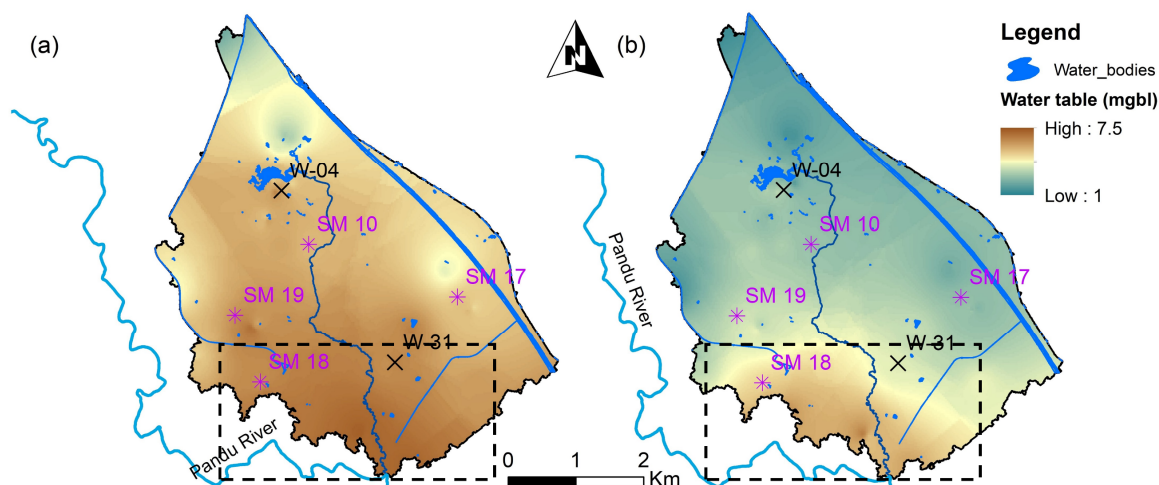 (a)
N
(b)
Legend
Water_bodies
Water table (mgbl)
High : 7.5
Low : 1
W-04
SM 10
SM 17
SM 19
W-31
SM 18
Pandu River
W-04
SM 10
SM 17
SM 19
W-31
SM 18
Pandu River
0 1 2
Km